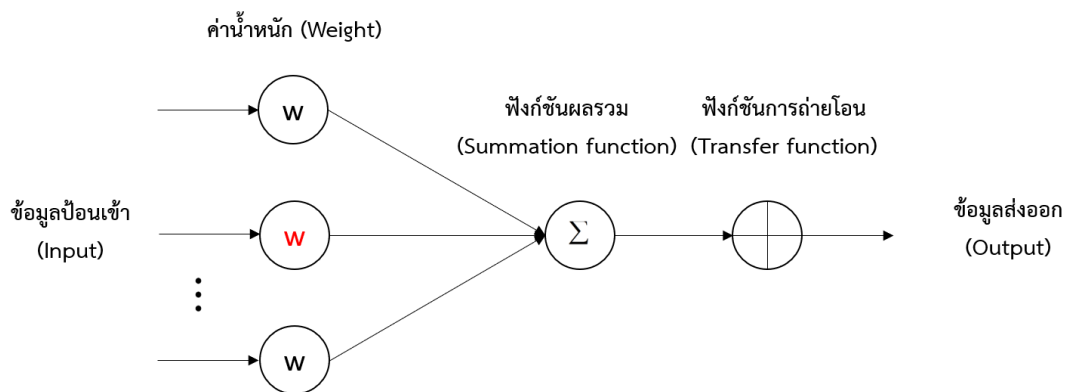 ค่าน้ำหนัก (Weight)
w
ฟังก์ชันผลรวม
(Summation function)
ฟังก์ชันการถ่ายโอน
(Transfer function)
ข้อมูลป้อนเข้า
(Input)
w
Σ
ข้อมูลส่งออก
(Output)
w